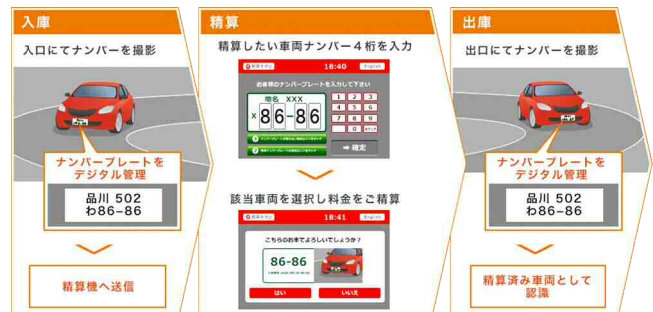 入庫
入口にてナンバーを撮影
ナンバープレートを
デジタル管理
品川 502
わ86-86
精算機へ送信
精算
精算したい車両ナンバー4桁を入力
18:40
English
お客様のナンバープレートを入力して下さい
地名 XXX
× 86-86
1 2 3
4 5 6
7 8 9
0
➡ 確定
該当車両を選択し料金をご精算
18:41
English
こちらのお車でよろしいでしょうか？
86-86
はい
いいえ
出庫
出口にてナンバーを撮影
ナンバープレートを
デジタル管理
品川 502
わ86-86
精算済み車両として
認識